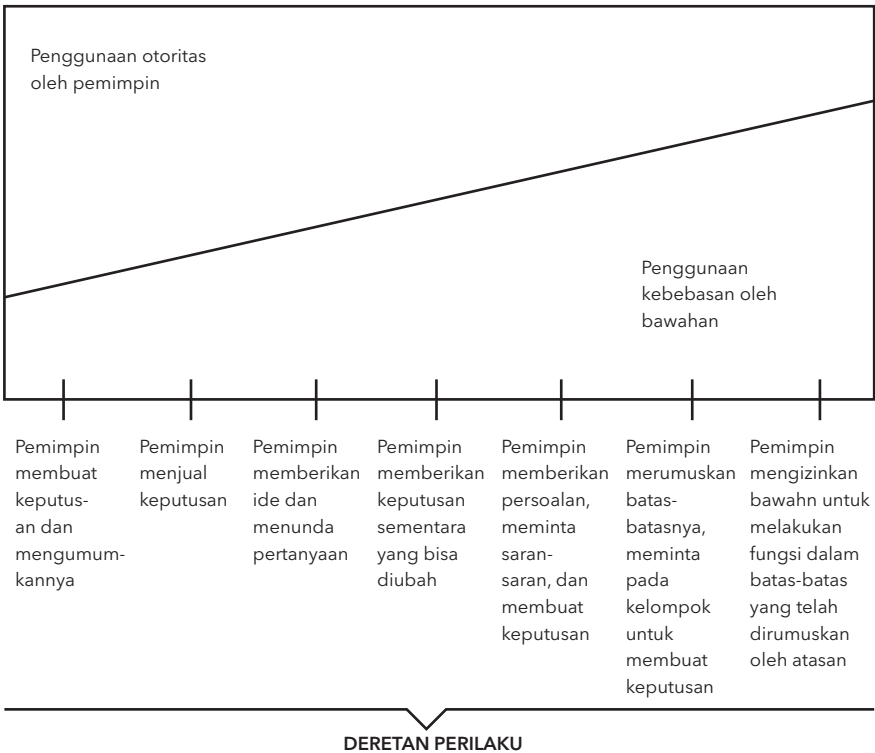 Penggunaan otoritas
oleh pemimpin
Penggunaan
kebebasan oleh
bawahan
Pemimpin
membuat
keputus-
an dan
mengumum-
kannya
Pemimpin
menjual
keputusan
Pemimpin
memberikan
ide dan
menunda
pertanyaan
Pemimpin
memberikan
keputusan
sementara
yang bisa
diubah
Pemimpin
memberikan
persoalan,
meminta
saran-
saran, dan
membuat
keputusan
Pemimpin
merumuskan
batas-
batasnya,
meminta
pada
kelompok
untuk
membuat
keputusan
Pemimpin
mengizinkan
bawahn untuk
melakukan
fungsi dalam
batas-batas
yang telah
dirumuskan
oleh atasan
DERETAN PERILAKU